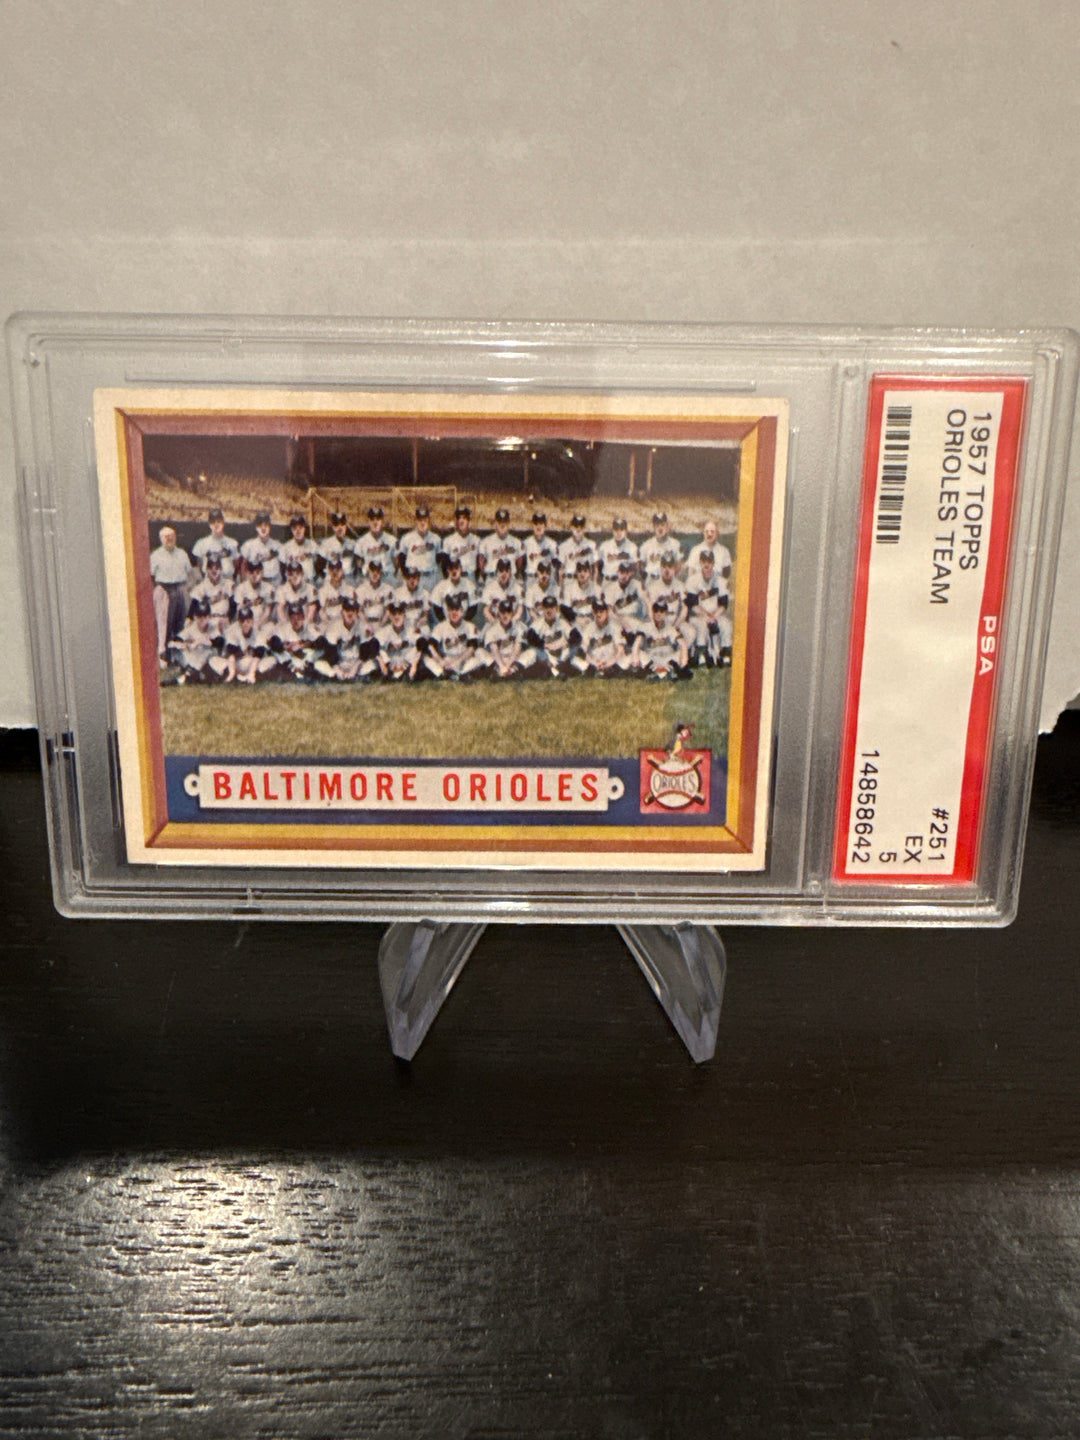 BALTIMORE ORIOLES
ORIOLES
1957 TOPPS
ORIOLES TEAM
PSA
#251
EX
5
14858642